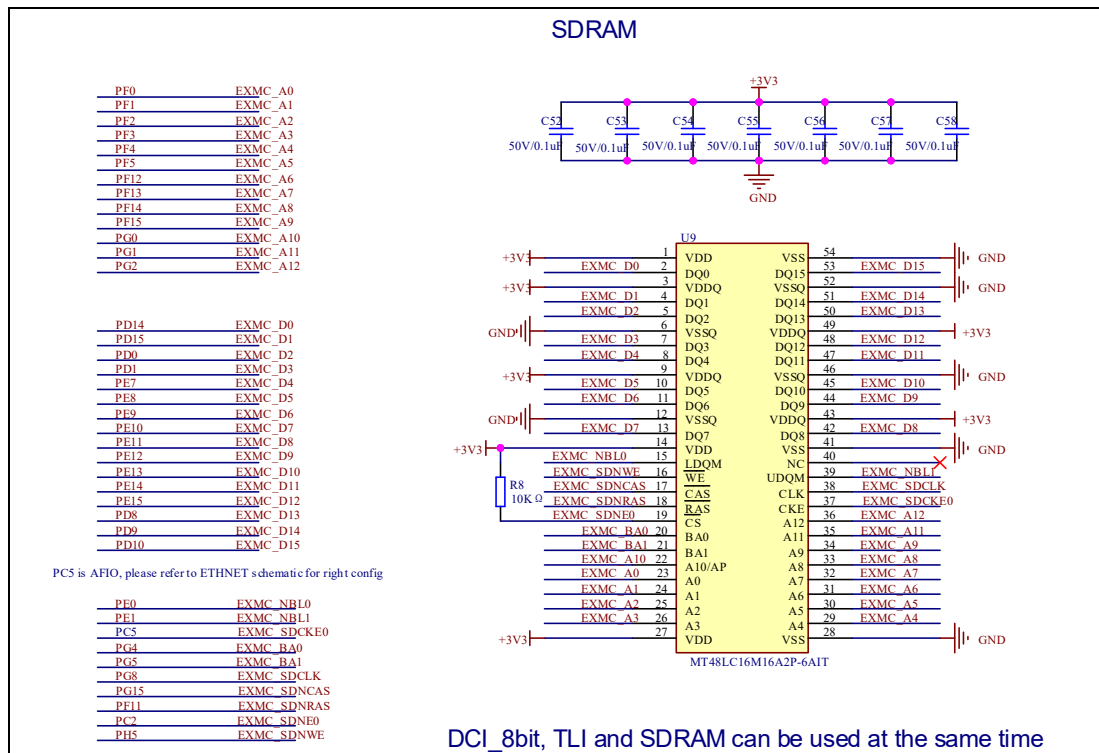 SDRAM
PF0 EXMC_A0
PF1 EXMC_A1
PF2 EXMC_A2
PF3 EXMC_A3
PF4 EXMC_A4
PF5 EXMC_A5
PF12 EXMC_A6
PF13 EXMC_A7
PF14 EXMC_A8
PF15 EXMC_A9
PG0 EXMC_A10
PG1 EXMC_A11
PG2 EXMC_A12
PD14 EXMC_D0
PD15 EXMC_D1
PD0 EXMC_D2
PD1 EXMC_D3
PE7 EXMC_D4
PE8 EXMC_D5
PE9 EXMC_D6
PE10 EXMC_D7
PE11 EXMC_D8
PE12 EXMC_D9
PE13 EXMC_D10
PE14 EXMC_D11
PE15 EXMC_D12
PD8 EXMC_D13
PD9 EXMC_D14
PD10 EXMC_D15
PC5 is AFIO, please refer to ETHNET schematic for right config
PE0 EXMC_NBL0
PE1 EXMC_NBL1
PC5 EXMC_SDCKE0
PG4 EXMC_BA0
PG5 EXMC_BA1
PG8 EXMC_SDCLK
PG15 EXMC_SDNCAS
PF11 EXMC_SDNRAS
PC2 EXMC_SDNE0
PH5 EXMC_SDNWE
+3V3
C52 C53 C54 C55 C56 C57 C58
50V/0.1uF 50V/0.1uF 50V/0.1uF 50V/0.1uF 50V/0.1uF 50V/0.1uF 50V/0.1uF
GND
U9
+3V3 1 VDD VSS 54 GND
EXMC_D0 2 DQ0 DQ15 53 EXMC_D15
+3V3 3 VDDQ VSSQ 52 GND
EXMC_D1 4 DQ1 DQ14 51 EXMC_D14
EXMC_D2 5 DQ2 DQ13 50 EXMC_D13
GND 6 VSSQ VDDQ 49 +3V3
EXMC_D3 7 DQ3 DQ12 48 EXMC_D12
EXMC_D4 8 DQ4 DQ11 47 EXMC_D11
+3V3 9 VDDQ VSSQ 46 GND
EXMC_D5 10 DQ5 DQ10 45 EXMC_D10
EXMC_D6 11 DQ6 DQ9 44 EXMC_D9
GND 12 VSSQ VDDQ 43 +3V3
EXMC_D7 13 DQ7 DQ8 42 EXMC_D8
+3V3 14 VDD VSS 41 GND
EXMC_NBL0 15 LDQM NC 40
EXMC_SDNWE 16 WE UDQM 39 EXMC_NBL1
EXMC_SDNCAS 17 CAS CLK 38 EXMC_SDCLK
EXMC_SDNRAS 18 RAS CKE 37 EXMC_SDCKE0
EXMC_SDNE0 19 CS A12 36 EXMC_A12
R8
10KΩ
EXMC_BA0 20 BA0 A11 35 EXMC_A11
EXMC_BA1 21 BA1 A9 34 EXMC_A9
EXMC_A10 22 A10/AP A8 33 EXMC_A8
EXMC_A0 23 A0 A7 32 EXMC_A7
EXMC_A1 24 A1 A6 31 EXMC_A6
EXMC_A2 25 A2 A5 30 EXMC_A5
EXMC_A3 26 A3 A4 29 EXMC_A4
+3V3 27 VDD VSS 28 GND
MT48LC16M16A2P-6AIT
DCI_8bit, TLI and SDRAM can be used at the same time